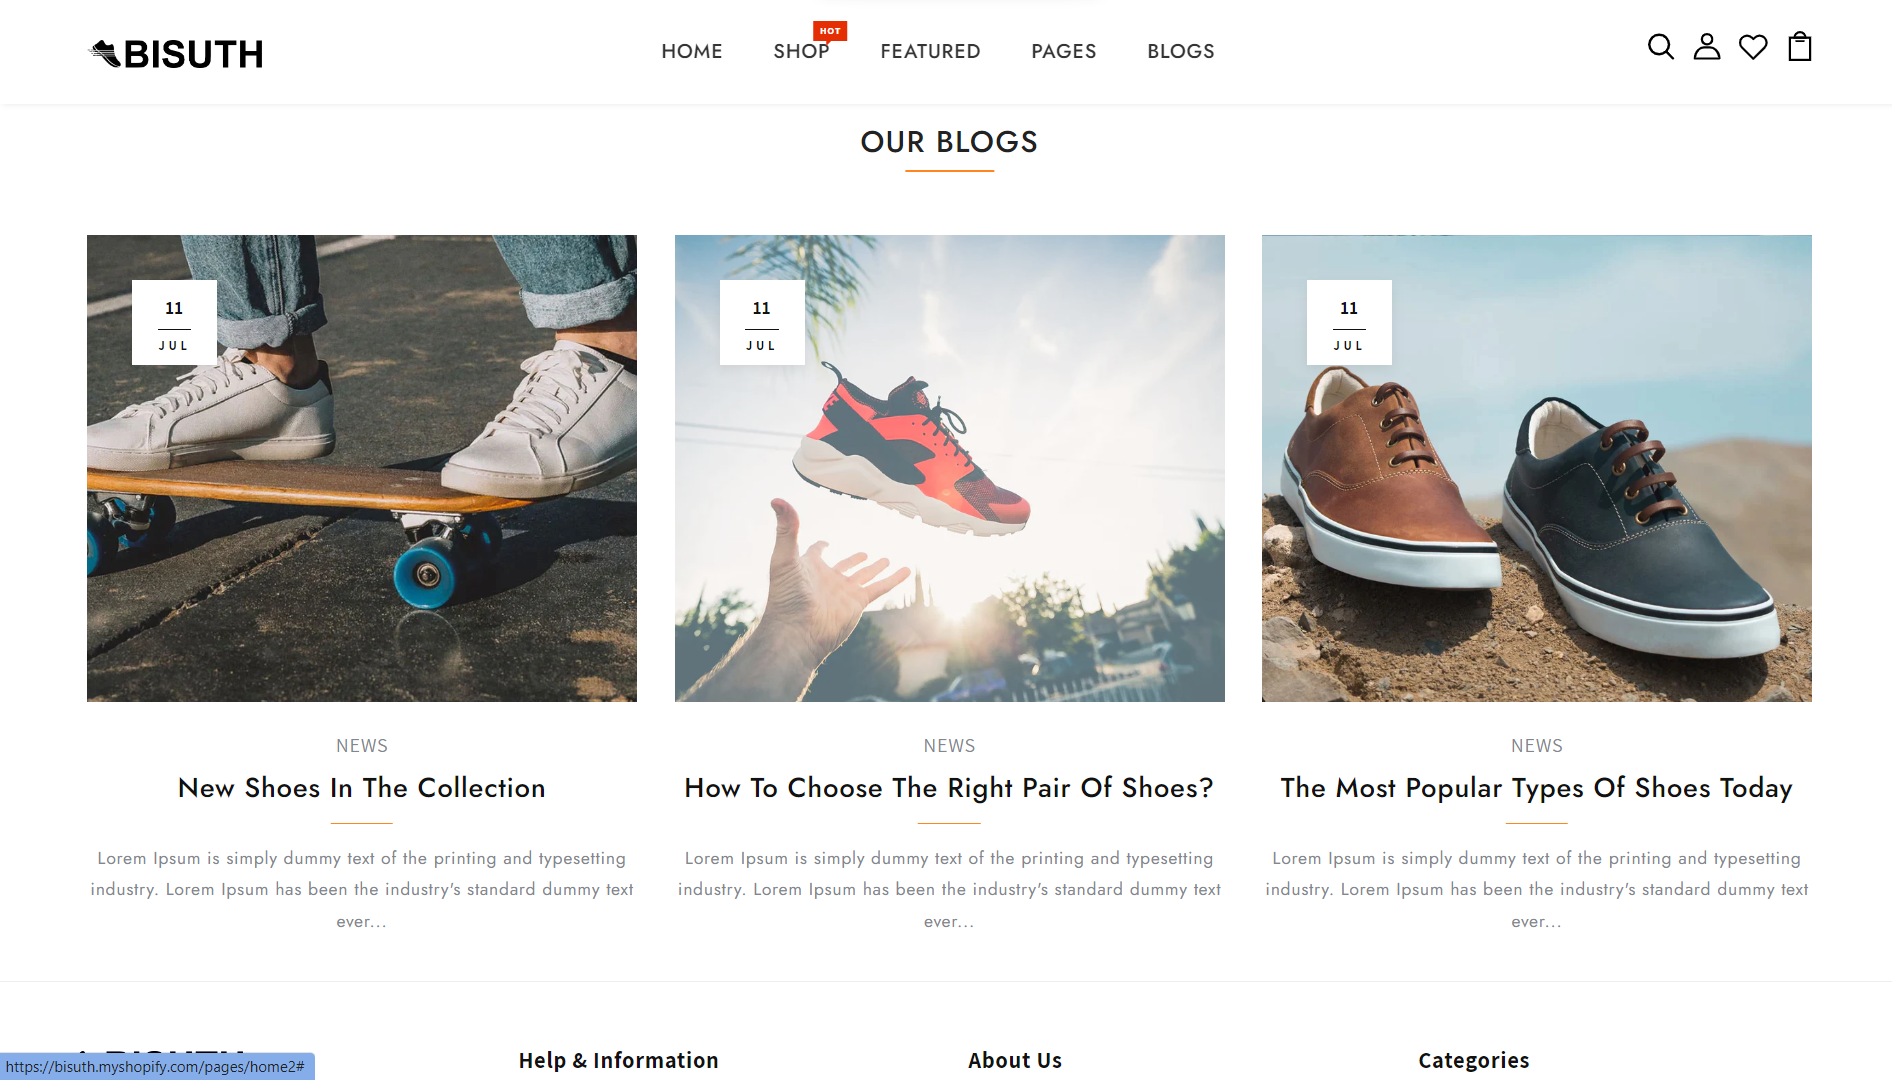 BISUTH
HOME
SHOP
HOT
FEATURED
PAGES
BLOGS
OUR BLOGS
11
JUL
11
JUL
11
JUL
NEWS
New Shoes In The Collection
Lorem Ipsum is simply dummy text of the printing and typesetting
industry. Lorem Ipsum has been the industry's standard dummy text
ever...
NEWS
How To Choose The Right Pair Of Shoes?
Lorem Ipsum is simply dummy text of the printing and typesetting
industry. Lorem Ipsum has been the industry's standard dummy text
ever...
NEWS
The Most Popular Types Of Shoes Today
Lorem Ipsum is simply dummy text of the printing and typesetting
industry. Lorem Ipsum has been the industry's standard dummy text
ever...
Help & Information
About Us
Categories
https://bisuth.myshopify.com/pages/home2#